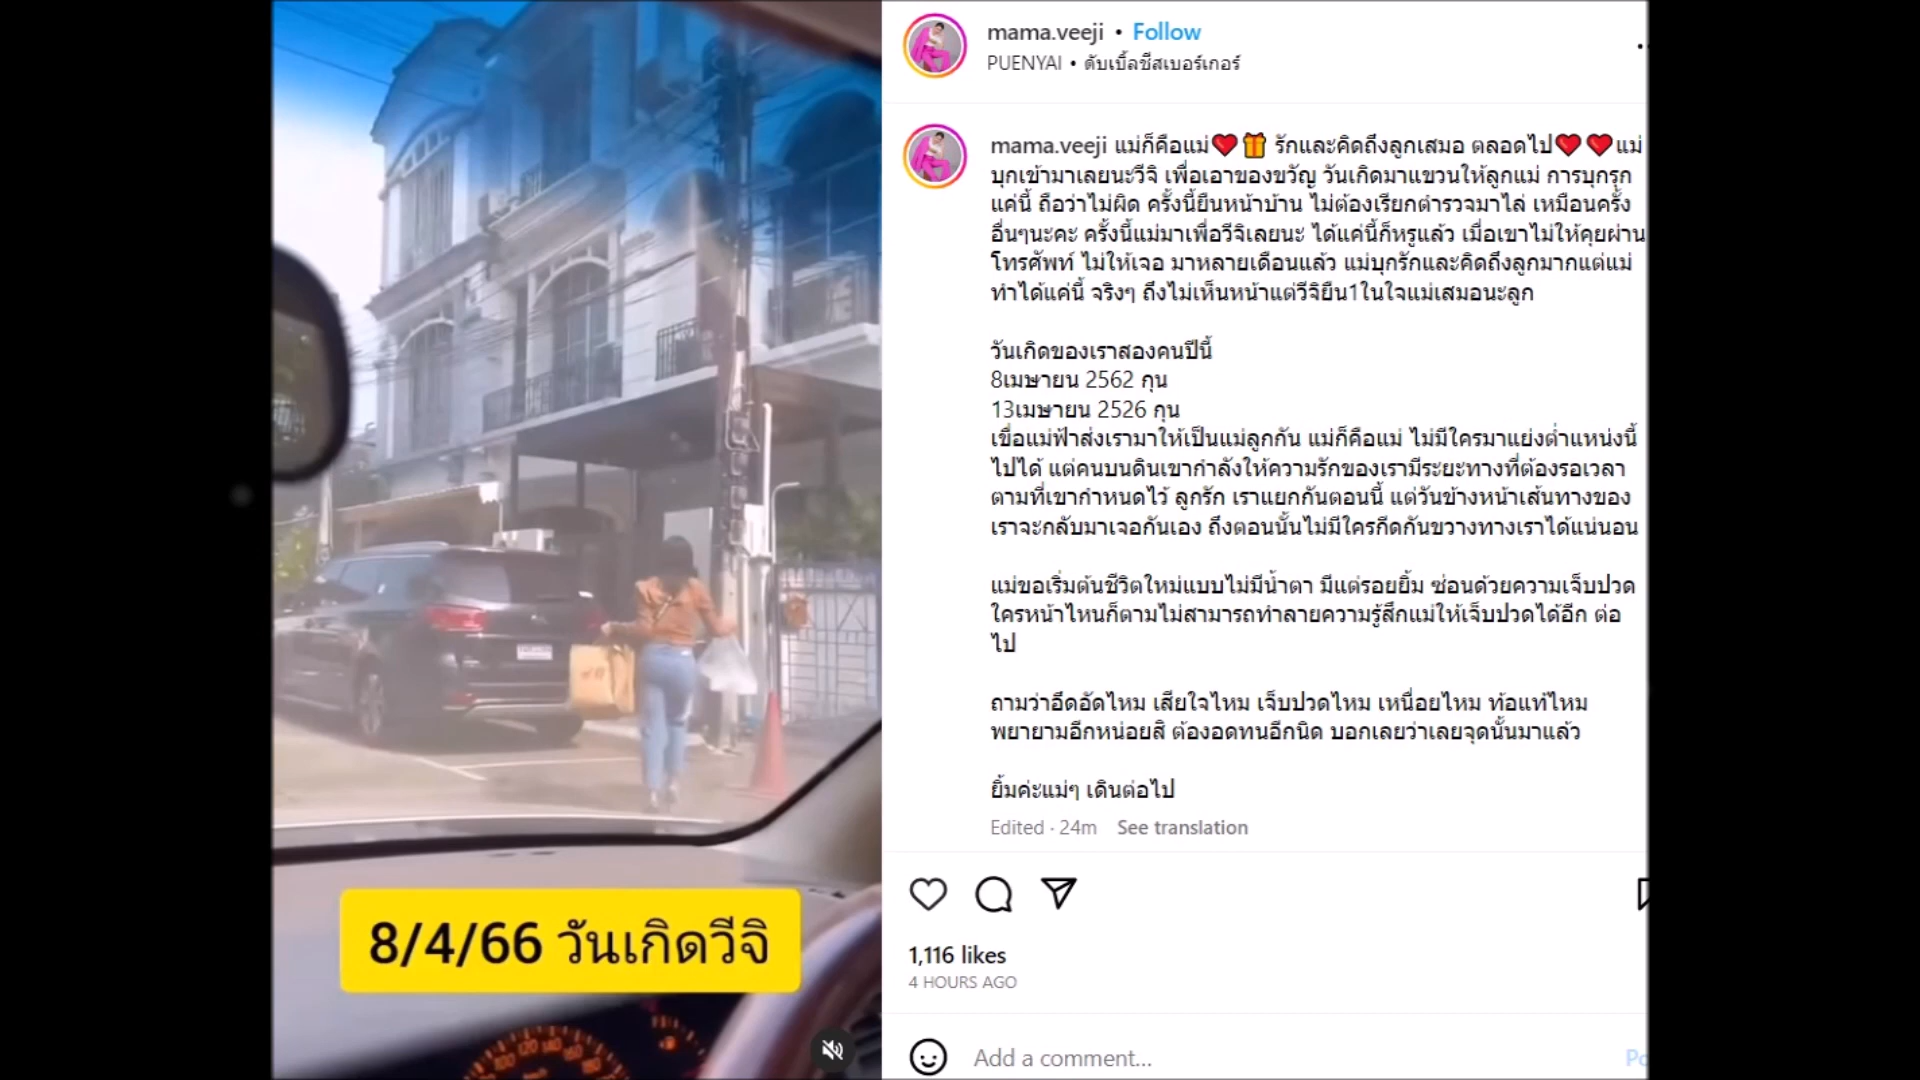 mama.veeji • Follow
PUENYAI • ดับเบิ้ลชีสเบอร์เกอร์
mama.veeji แม่ก็คือแม่❤️🎁 รักและคิดถึงลูกเสมอ ตลอดไป❤️❤️แม่
บุกเข้ามาเลยนะวีจิ เพื่อเอาของขวัญ วันเกิดมาแขวนให้ลูกแม่ การบุกรุก
แค่นี้ ถือว่าไม่ผิด ครั้งนี้ยืนหน้าบ้าน ไม่ต้องเรียกตำรวจมาไล่ เหมือนครั้ง
อื่นๆนะคะ ครั้งนี้แม่มาเพื่อวีจิเลยนะ ได้แค่นี้ก็หรูแล้ว เมื่อเขาไม่ให้คุยผ่าน
โทรศัพท์ ไม่ให้เจอ มาหลายเดือนแล้ว แม่บุกรักและคิดถึงลูกมากแต่แม่
ทำได้แค่นี้ จริงๆ ถึงไม่เห็นหน้าแต่วีจิยืน1ในใจแม่เสมอนะลูก
วันเกิดของเราสองคนปีนี้
8เมษายน 2562 กุน
13เมษายน 2526 กุน
เชื่อแม่ฟ้าส่งเรามาให้เป็นแม่ลูกกัน แม่ก็คือแม่ ไม่มีใครมาแย่งตำแหน่งนี้
ไปได้ แต่คนบนดินเขากำลังให้ความรักของเรามีระยะทางที่ต้องรอเวลา
ตามที่เขากำหนดไว้ ลูกรัก เราแยกกันตอนนี้ แต่วันข้างหน้าเส้นทางของ
เราจะกลับมาเจอกันเอง ถึงตอนนั้นไม่มีใครกีดกันขวางทางเราได้แน่นอน
แม่ขอเริ่มต้นชีวิตใหม่แบบไม่มีน้ำตา มีแต่รอยยิ้ม ซ่อนด้วยความเจ็บปวด
ใครหน้าไหนก็ตามไม่สามารถทำลายความรู้สึกแม่ให้เจ็บปวดได้อีก ต่อ
ไป
ถามว่าอึดอัดไหม เสียใจไหม เจ็บปวดไหม เหนื่อยไหม ท้อแท้ไหม
พยายามอีกหน่อยสิ ต้องอดทนอีกนิด บอกเลยว่าเลยจุดนั้นมาแล้ว
ยิ้มค่ะแม่ๆ เดินต่อไป
Edited · 24m See translation
8/4/66 วันเกิดวีจิ
1,116 likes
4 HOURS AGO
Add a comment...